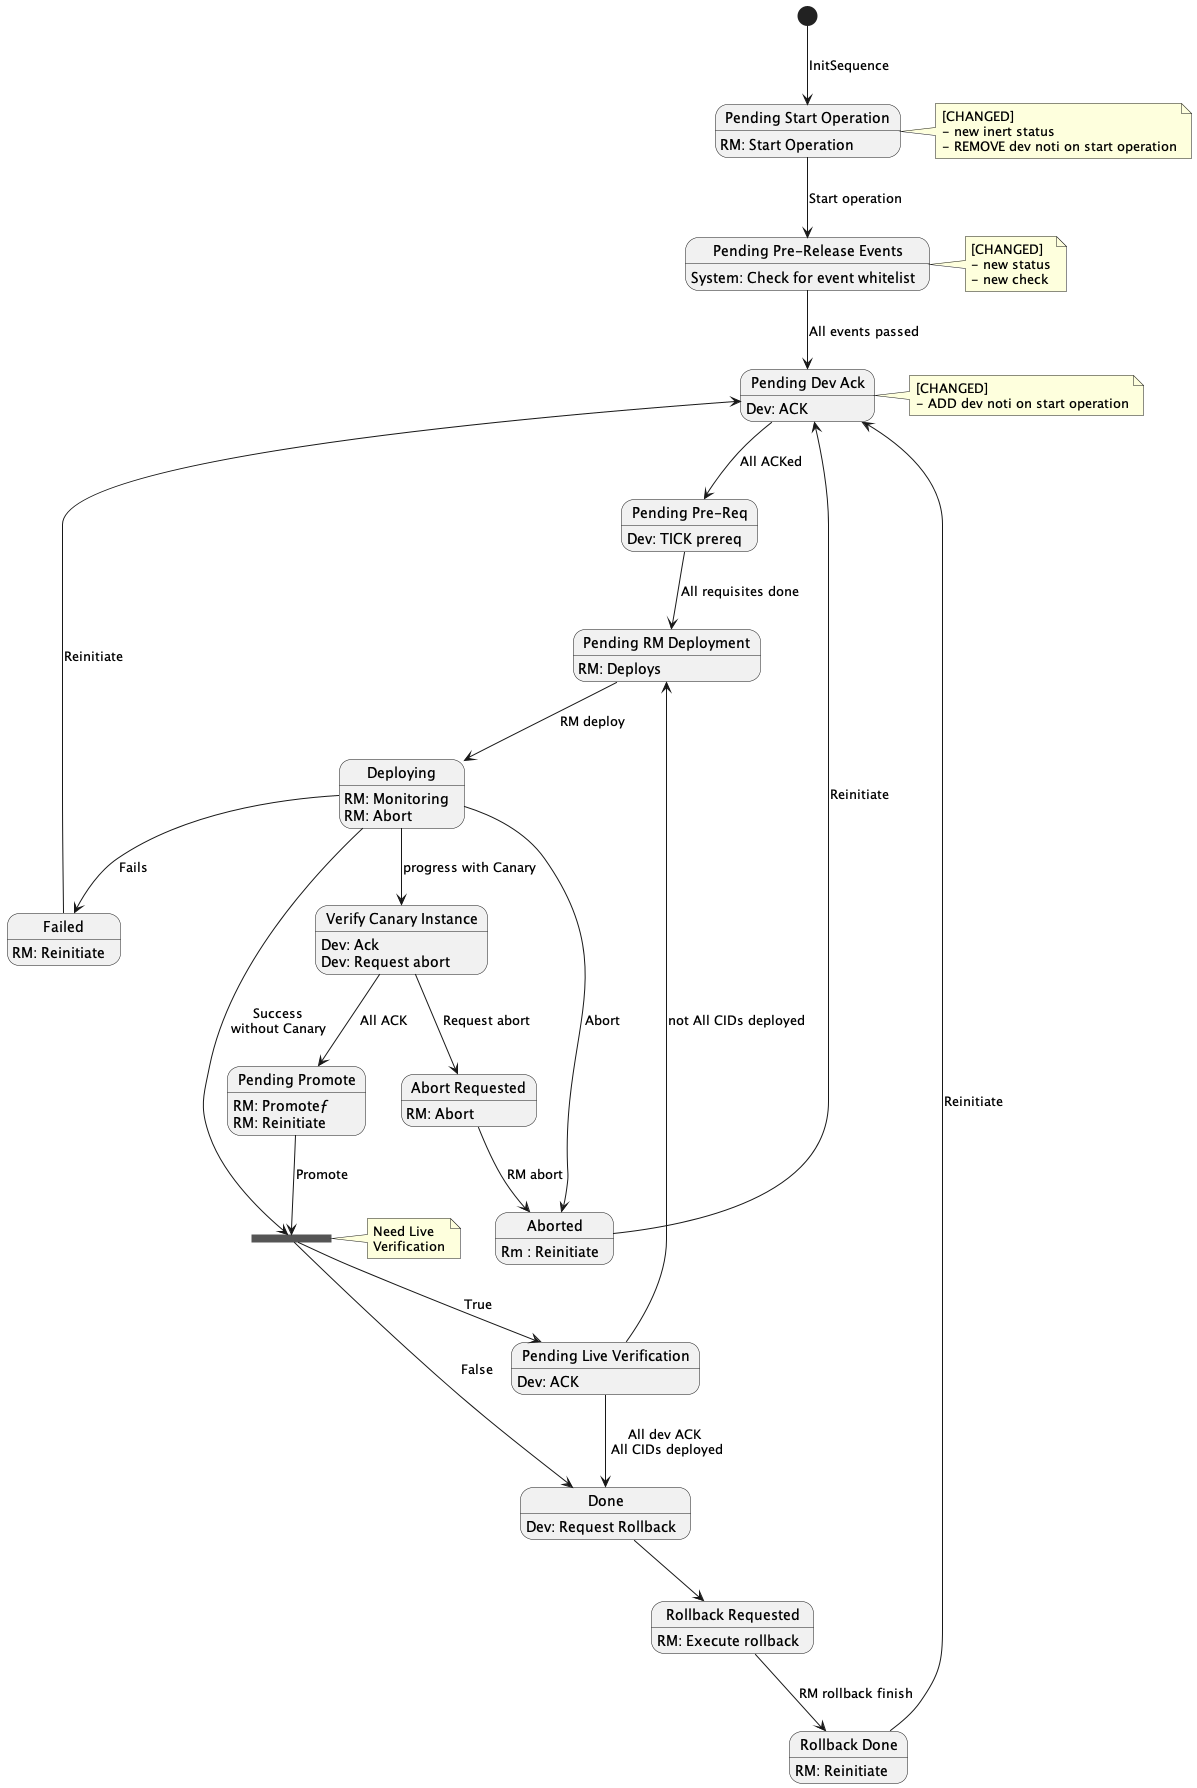 InitSequence
Pending Start Operation
RM: Start Operation
[CHANGED]
- new inert status
- REMOVE dev noti on start operation
Start operation
Pending Pre-Release Events
System: Check for event whitelist
[CHANGED]
- new status
- new check
All events passed
Pending Dev Ack
Dev: ACK
[CHANGED]
- ADD dev noti on start operation
All ACKed
Pending Pre-Req
Dev: TICK prereq
All requisites done
Pending RM Deployment
RM: Deploys
Reinitiate
RM deploy
Deploying
RM: Monitoring
RM: Abort
Reinitiate
Fails
progress with Canary
Failed
RM: Reinitiate
Verify Canary Instance
Dev: Ack
Dev: Request abort
Success
without Canary
All ACK
Request abort
Abort
not All CIDs deployed
Pending Promote
RM: Promoteƒ
RM: Reinitiate
Abort Requested
RM: Abort
Reinitiate
Promote
RM abort
Need Live
Verification
Aborted
Rm : Reinitiate
True
False
Pending Live Verification
Dev: ACK
All dev ACK
All CIDs deployed
Done
Dev: Request Rollback
Rollback Requested
RM: Execute rollback
RM rollback finish
Rollback Done
RM: Reinitiate